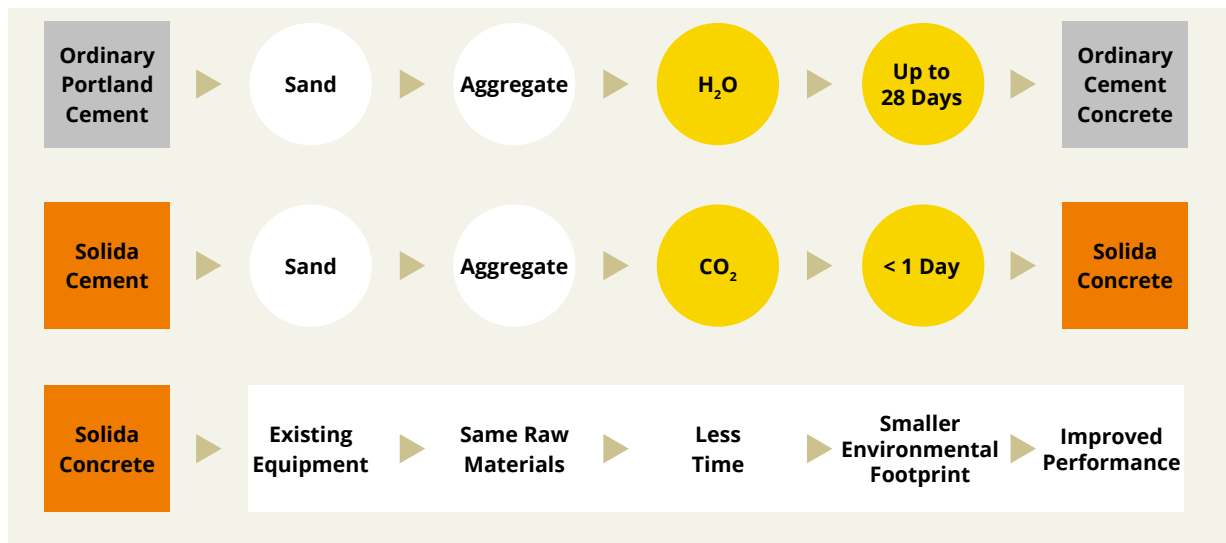 Ordinary
Portland
Cement
Sand
Aggregate
H₂O
Up to
28 Days
Ordinary
Cement
Concrete
Solida
Cement
Sand
Aggregate
CO₂
< 1 Day
Solida
Concrete
Solida
Concrete
Existing
Equipment
Same Raw
Materials
Less
Time
Smaller
Environmental
Footprint
Improved
Performance